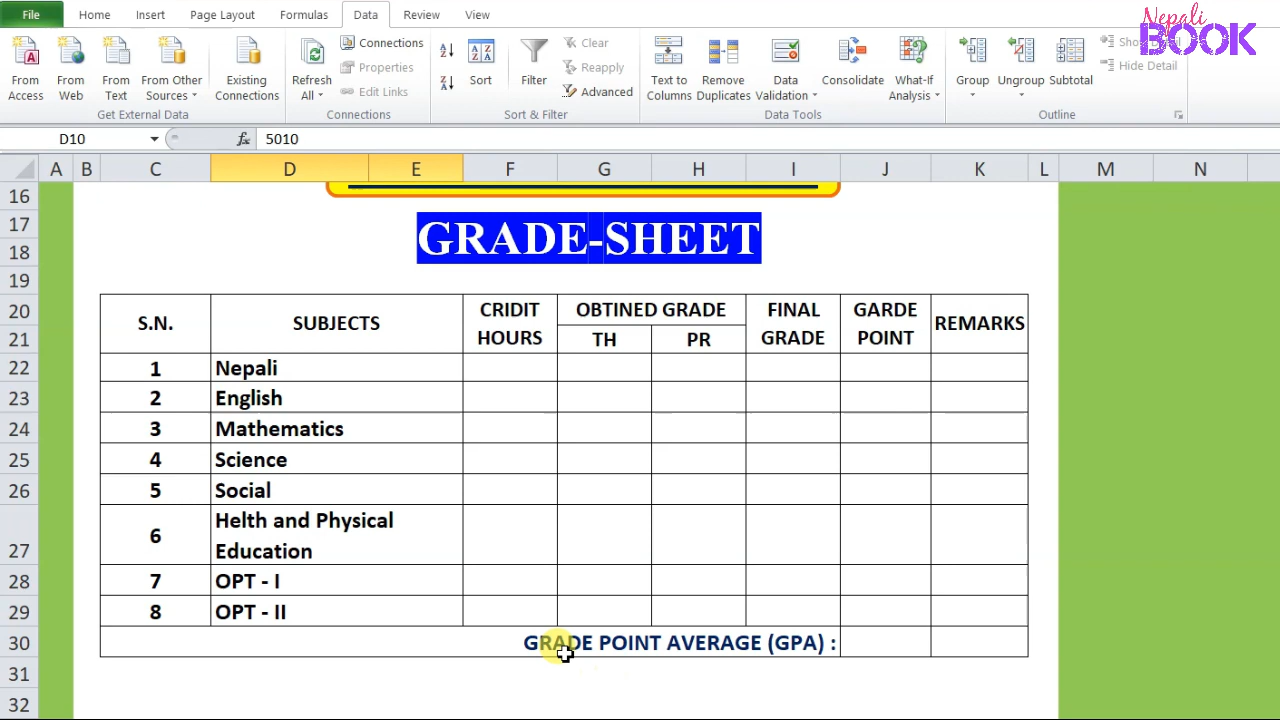 File Home Insert Page Layout Formulas Data Review View
Nepali
BOOK
From Access
From Web
From Text
From Other Sources
Existing Connections
Refresh All
Connections
Properties
Edit Links
Sort
Filter
Clear
Reapply
Advanced
Text to Columns
Remove Duplicates
Data Validation
Consolidate
What-If Analysis
Group
Ungroup
Subtotal
Hide Detail
Get External Data
Connections
Sort & Filter
Data Tools
Outline
D10 fx 5010
A B C D E F G H I J K L M N
16
17
18
GRADE-SHEET
19
20
21
S.N. SUBJECTS CRIDIT HOURS OBTINED GRADE TH PR FINAL GRADE GARDE POINT REMARKS
22 1 Nepali
23 2 English
24 3 Mathematics
25 4 Science
26 5 Social
27 6 Helth and Physical
Education
28 7 OPT - I
29 8 OPT - II
30 GRADE POINT AVERAGE (GPA) :
31
32